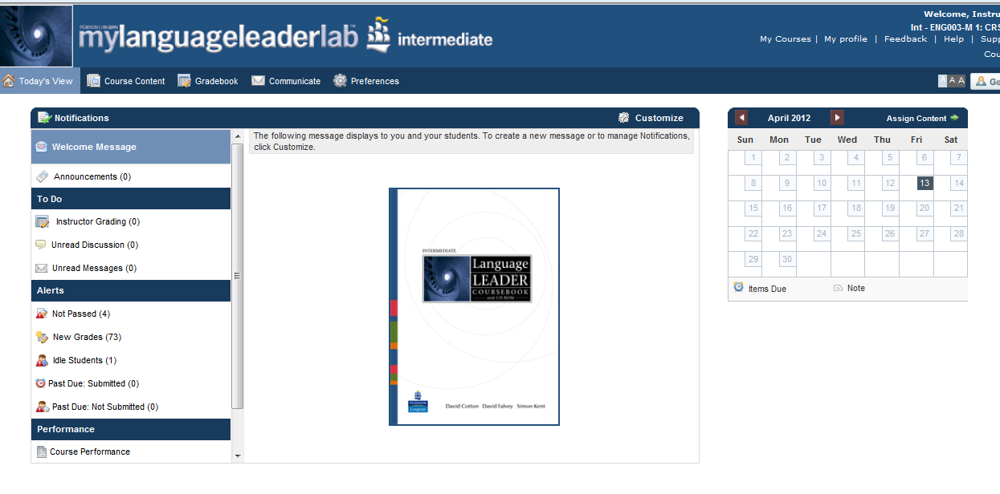 PEARSON LONGMAN
mylanguageleaderlab™ intermediate
Welcome, Instru
Int - ENG003-M 1: CRS
My Courses | My profile | Feedback | Help | Supp
Cou
Today's View Course Content Gradebook Communicate Preferences
A A A Go
Notifications Customize
Welcome Message
Announcements (0)
To Do
Instructor Grading (0)
Unread Discussion (0)
Unread Messages (0)
Alerts
Not Passed (4)
New Grades (73)
Idle Students (1)
Past Due: Submitted (0)
Past Due: Not Submitted (0)
Performance
Course Performance
The following message displays to you and your students. To create a new message or to manage Notifications,
click Customize.
INTERMEDIATE
Language
LEADER
COURSEBOOK
and CD-ROM
PEARSON
Longman
David Cotton David Falvey Simon Kent
April 2012 Assign Content
Sun Mon Tue Wed Thu Fri Sat
1 2 3 4 5 6 7
8 9 10 11 12 13 14
15 16 17 18 19 20 21
22 23 24 25 26 27 28
29 30
Items Due Note